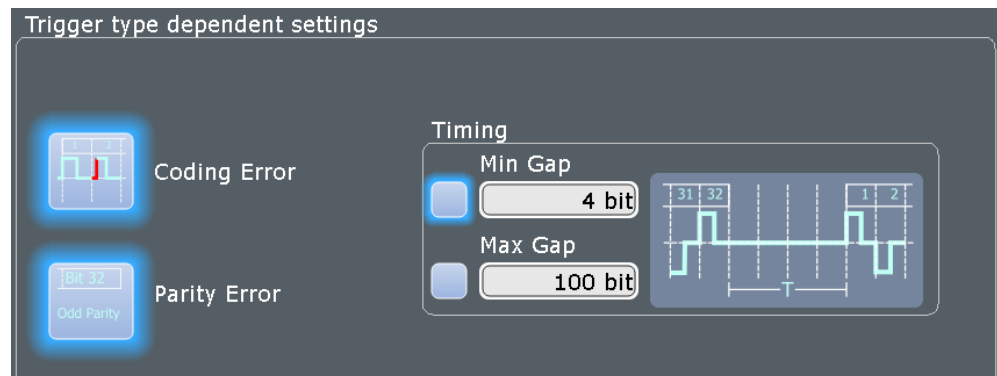 Trigger type dependent settings
1 2
Coding Error
Bit 32
Odd Parity
Parity Error
Timing
Min Gap
4 bit
Max Gap
100 bit
31 32 1 2
T